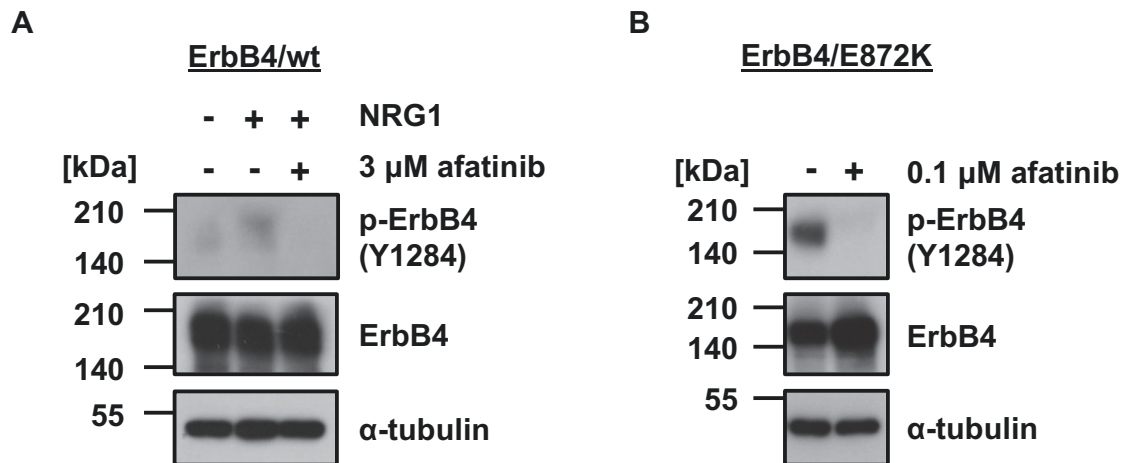 A
ErbB4/wt
- + + NRG1
[kDa] - - + 3 µM afatinib
210
140
p-ErbB4
(Y1284)
210
140
ErbB4
55
α-tubulin
B
ErbB4/E872K
[kDa] - + 0.1 µM afatinib
210
140
p-ErbB4
(Y1284)
210
140
ErbB4
55
α-tubulin